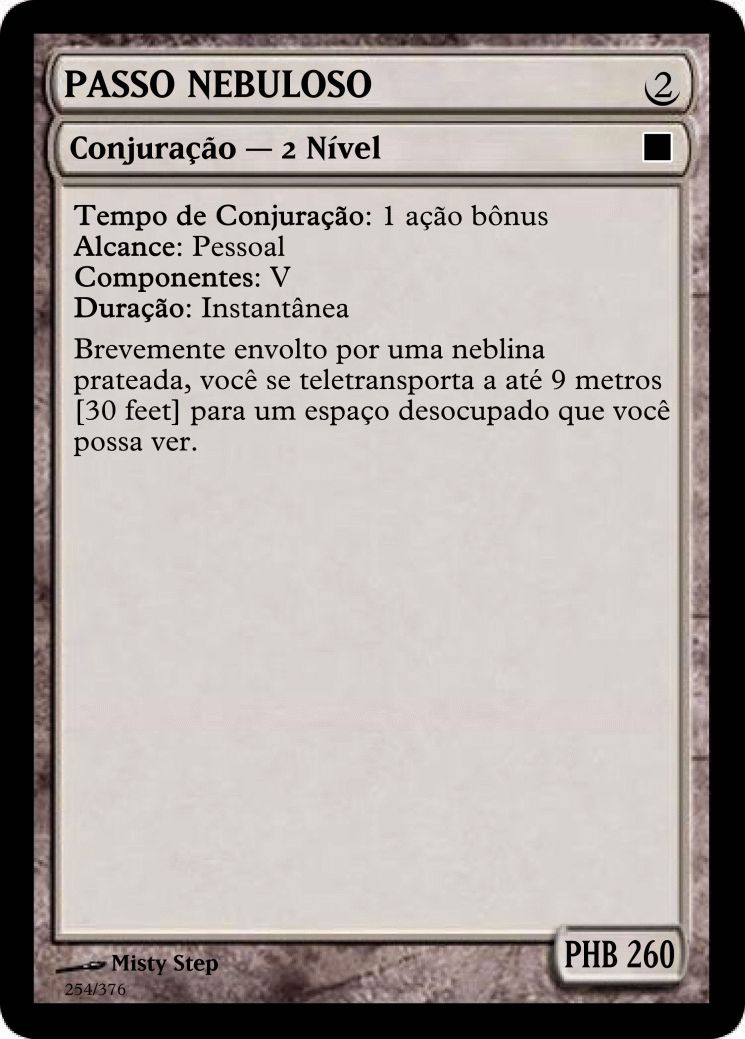 PASSO NEBULOSO 2
Conjuração — 2 Nível
Tempo de Conjuração: 1 ação bônus
Alcance: Pessoal
Componentes: V
Duração: Instantânea
Brevemente envolto por uma neblina
prateada, você se teletransporta a até 9 metros
[30 feet] para um espaço desocupado que você
possa ver.
PHB 260
Misty Step
254/376